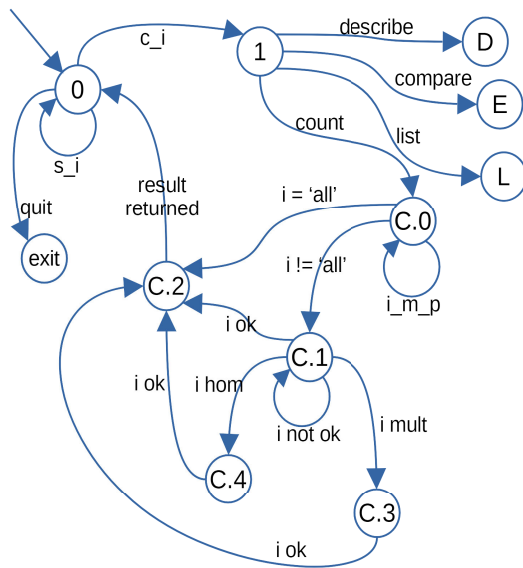 c_i
describe
1
D
0
compare
E
count
list
s_i
L
result
returned
i = 'all'
quit
C.0
exit
i != 'all'
C.2
i_m_p
i ok
C.1
i ok
i hom
i not ok
i mult
C.4
C.3
i ok